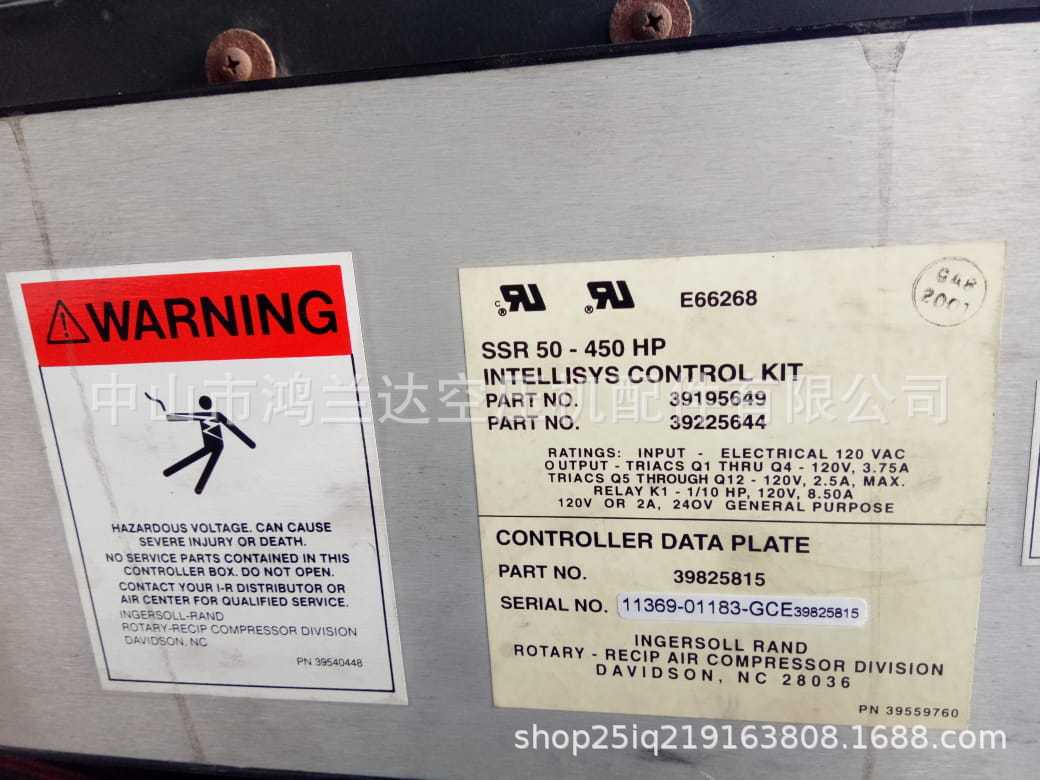 WARNING
HAZARDOUS VOLTAGE. CAN CAUSE
SEVERE INJURY OR DEATH.
NO SERVICE PARTS CONTAINED IN THIS
CONTROLLER BOX. DO NOT OPEN.
CONTACT YOUR I-R DISTRIBUTOR OR
AIR CENTER FOR QUALIFIED SERVICE.
INGERSOLL-RAND
ROTARY-RECIP COMPRESSOR DIVISION
DAVIDSON, NC
PN 39540448
E66268
2001
SSR 50 - 450 HP
INTELLISYS CONTROL KIT
PART NO. 39195649
PART NO. 39225644
RATINGS: INPUT - ELECTRICAL 120 VAC
OUTPUT - TRIACS Q1 THRU Q4 - 120V, 3.75A
TRIACS Q5 THROUGH Q12 - 120V, 2.5A, MAX.
RELAY K1 - 1/10 HP, 120V, 8.50A
120V OR 2A, 240V GENERAL PURPOSE
CONTROLLER DATA PLATE
PART NO. 39825815
SERIAL NO. 11369-01183-GCE39825815
INGERSOLL RAND
ROTARY - RECIP AIR COMPRESSOR DIVISION
DAVIDSON, NC 28036
PN 39559760
中山市鸿兰达空压机配件有限公司
shop25iq219163808.1688.com